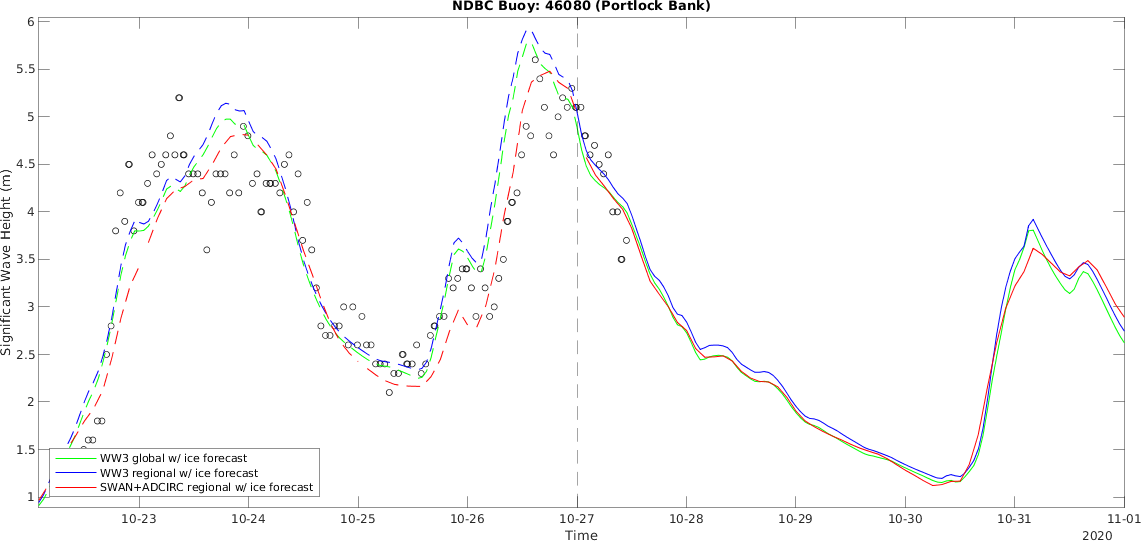 NDBC Buoy: 46080 (Portlock Bank)
Significant Wave Height (m)
6
5.5
5
4.5
4
3.5
3
2.5
2
1.5
1
WW3 global w/ ice forecast
WW3 regional w/ ice forecast
SWAN+ADCIRC regional w/ ice forecast
10-23 10-24 10-25 10-26 10-27 10-28 10-29 10-30 10-31 11-01
Time
2020